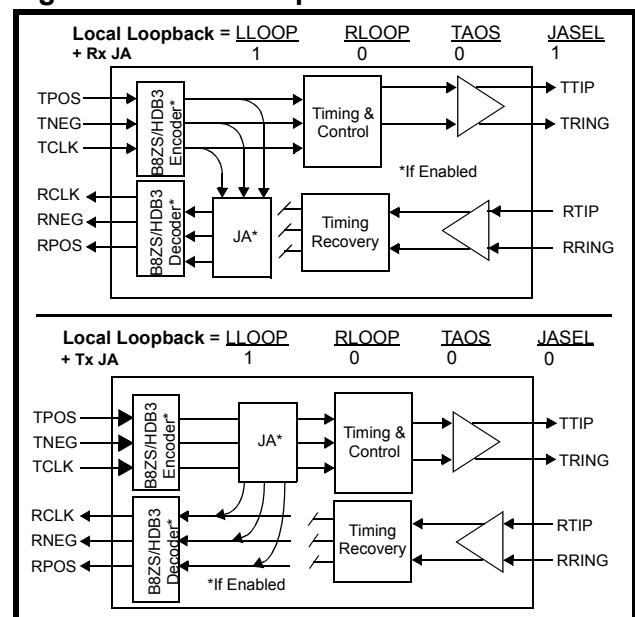 Local Loopback = LLOOP RLOOP TAOS JASEL
+ Rx JA 1 0 0 1
TPOS
TNEG
TCLK
B8ZS/HDB3
Encoder*
Timing &
Control
TTIP
TRING
*If Enabled
RCLK
RNEG
RPOS
B8ZS/HDB3
Decoder*
JA*
Timing
Recovery
RTIP
RRING
Local Loopback = LLOOP RLOOP TAOS JASEL
+ Tx JA 1 0 0 0
TPOS
TNEG
TCLK
B8ZS/HDB3
Encoder*
JA*
Timing &
Control
TTIP
TRING
RCLK
RNEG
RPOS
B8ZS/HDB3
Decoder*
Timing
Recovery
RTIP
RRING
*If Enabled